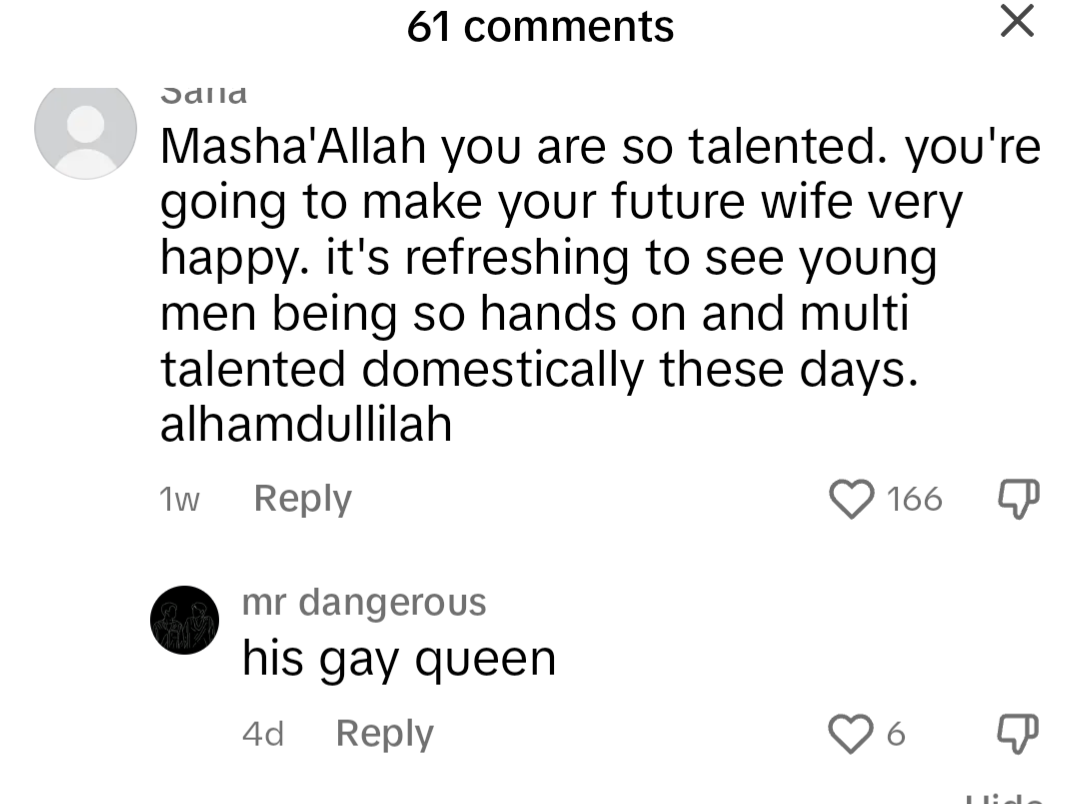 61 comments
Masha'Allah you are so talented. you're
going to make your future wife very
happy. it's refreshing to see young
men being so hands on and multi
talented domestically these days.
alhamdullilah
1w Reply 166
mr dangerous
his gay queen
4d Reply 6